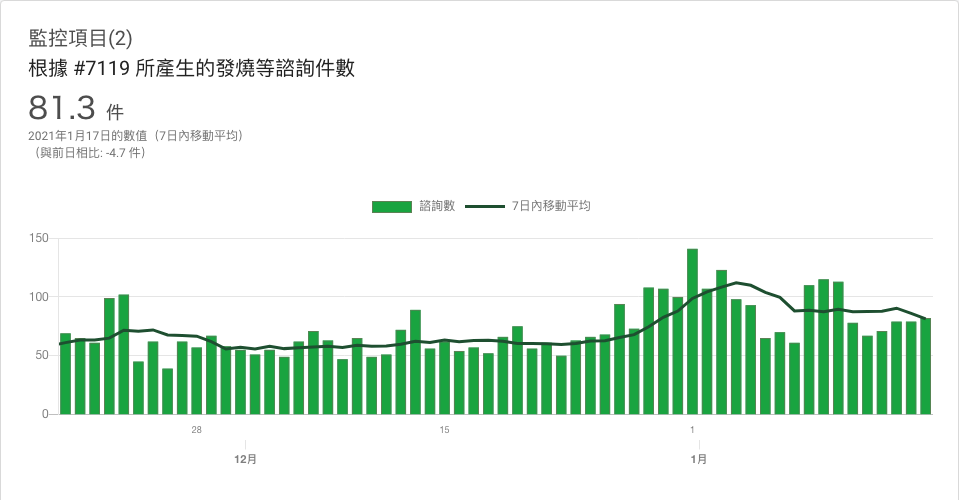 監控項目(2)
根據 #7119 所產生的發燒等諮詢件數
81.3 件
2021年1月17日的數值（7日內移動平均）
（與前日相比: -4.7 件）
諮詢數 7日內移動平均
150
100
50
0
28 15 1
12月 1月